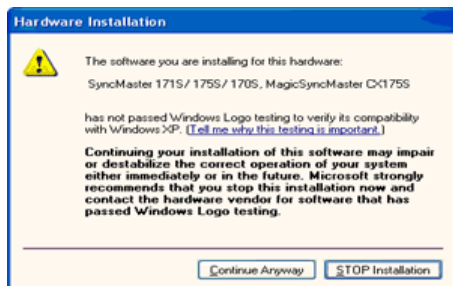 Hardware Installation
The software you are installing for this hardware:
SyncMaster 171S/ 175S/ 170S, MagicSyncMaster CX175S
has not passed Windows Logo testing to verify its compatibility
with Windows XP. (Tell me why this testing is important.)
Continuing your installation of this software may impair
or destabilize the correct operation of your system
either immediately or in the future. Microsoft strongly
recommends that you stop this installation now and
contact the hardware vendor for software that has
passed Windows Logo testing.
Continue Anyway
STOP Installation